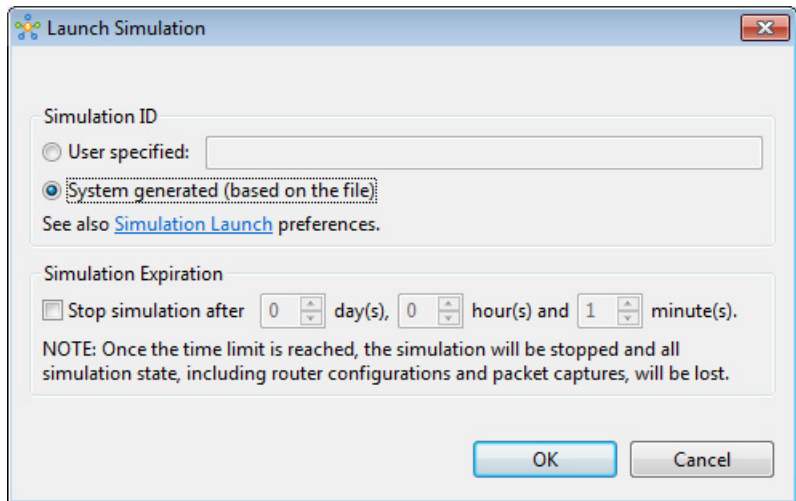 Launch Simulation
Simulation ID
User specified:
System generated (based on the file)
See also Simulation Launch preferences.
Simulation Expiration
Stop simulation after 0 day(s), 0 hour(s) and 1 minute(s).
NOTE: Once the time limit is reached, the simulation will be stopped and all
simulation state, including router configurations and packet captures, will be lost.
OK Cancel